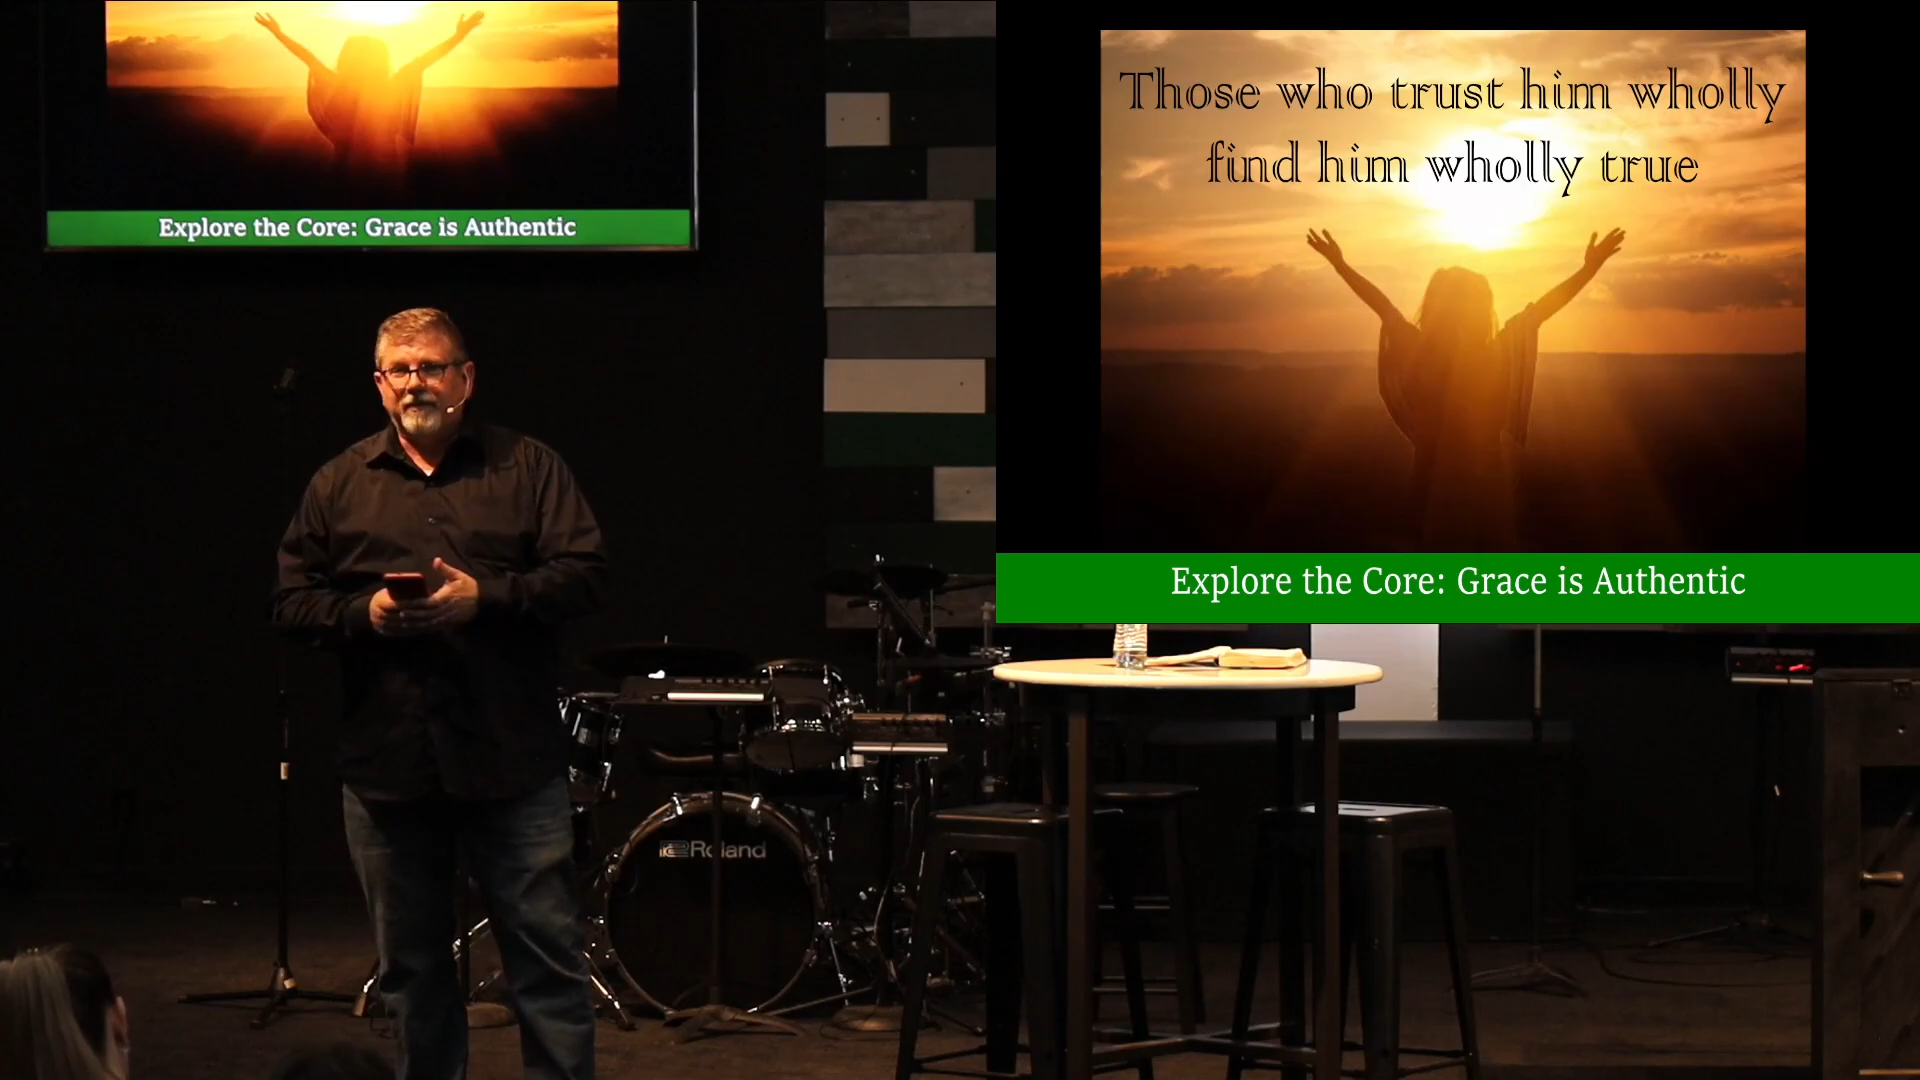 Explore the Core: Grace is Authentic
Those who trust him wholly
find him wholly true
Explore the Core: Grace is Authentic
Roland